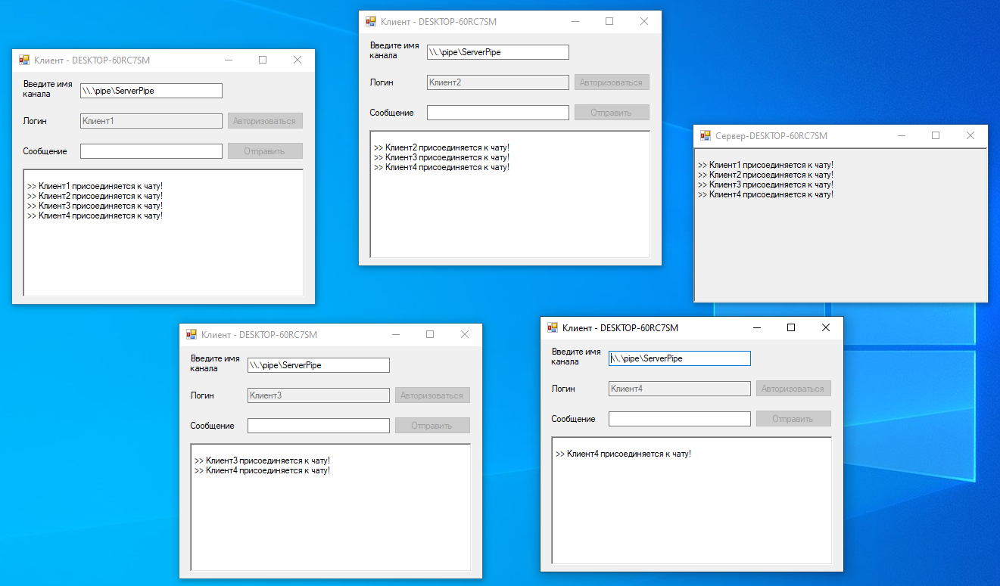 Клиент - DESKTOP-60RC7SM
Введите имя
канала
\\.\pipe\ServerPipe
Логин
Клиент1
Авторизоваться
Сообщение
Отправить
>> Клиент1 присоединяется к чату!
>> Клиент2 присоединяется к чату!
>> Клиент3 присоединяется к чату!
>> Клиент4 присоединяется к чату!
Клиент - DESKTOP-60RC7SM
Введите имя
канала
\\.\pipe\ServerPipe
Логин
Клиент2
Авторизоваться
Сообщение
Отправить
>> Клиент2 присоединяется к чату!
>> Клиент3 присоединяется к чату!
>> Клиент4 присоединяется к чату!
Сервер-DESKTOP-60RC7SM
>> Клиент1 присоединяется к чату!
>> Клиент2 присоединяется к чату!
>> Клиент3 присоединяется к чату!
>> Клиент4 присоединяется к чату!
Клиент - DESKTOP-60RC7SM
Введите имя
канала
\\.\pipe\ServerPipe
Логин
Клиент3
Авторизоваться
Сообщение
Отправить
>> Клиент3 присоединяется к чату!
>> Клиент4 присоединяется к чату!
Клиент - DESKTOP-60RC7SM
Введите имя
канала
\\.\pipe\ServerPipe
Логин
Клиент4
Авторизоваться
Сообщение
Отправить
>> Клиент4 присоединяется к чату!